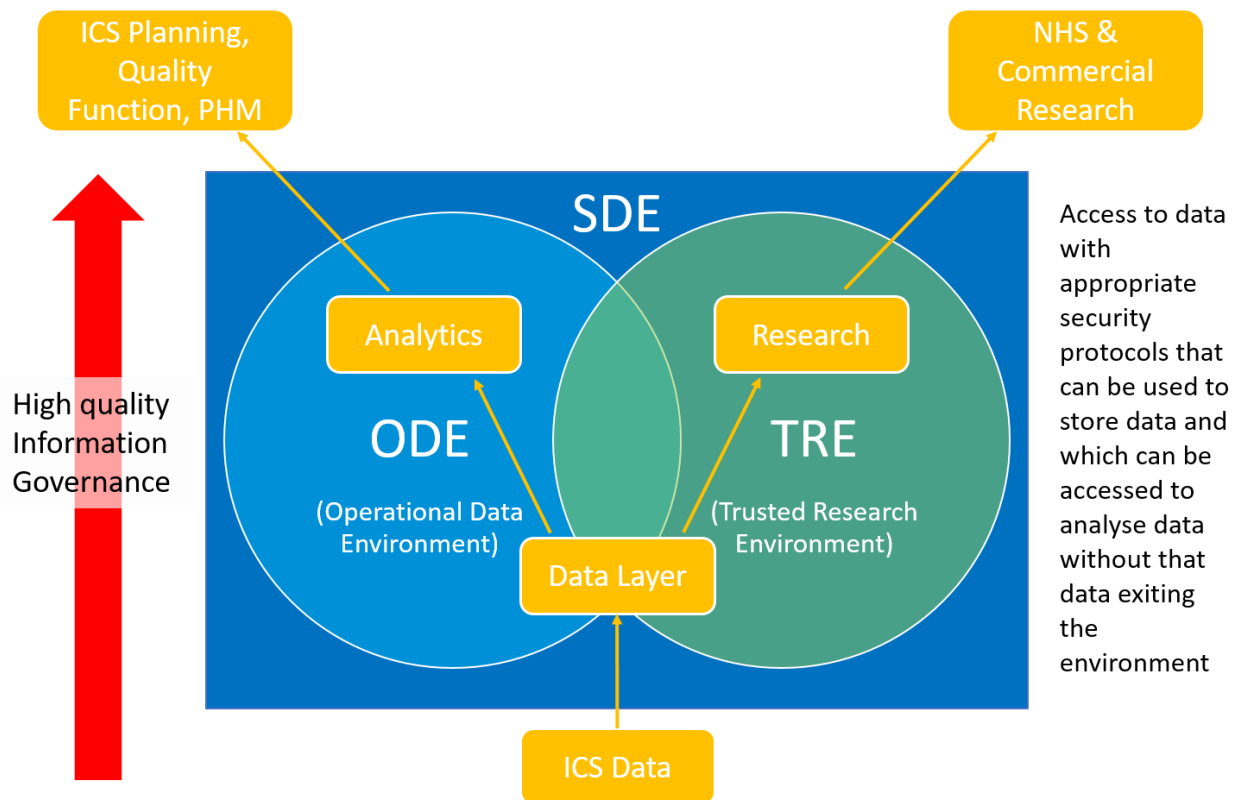 ICS Planning,
Quality
Function, PHM
NHS &
Commercial
Research
SDE
Analytics
Research
ODE
(Operational Data
Environment)
TRE
(Trusted Research
Environment)
Data Layer
ICS Data
High quality
Information
Governance
Access to data
with
appropriate
security
protocols that
can be used to
store data and
which can be
accessed to
analyse data
without that
data exiting
the
environment